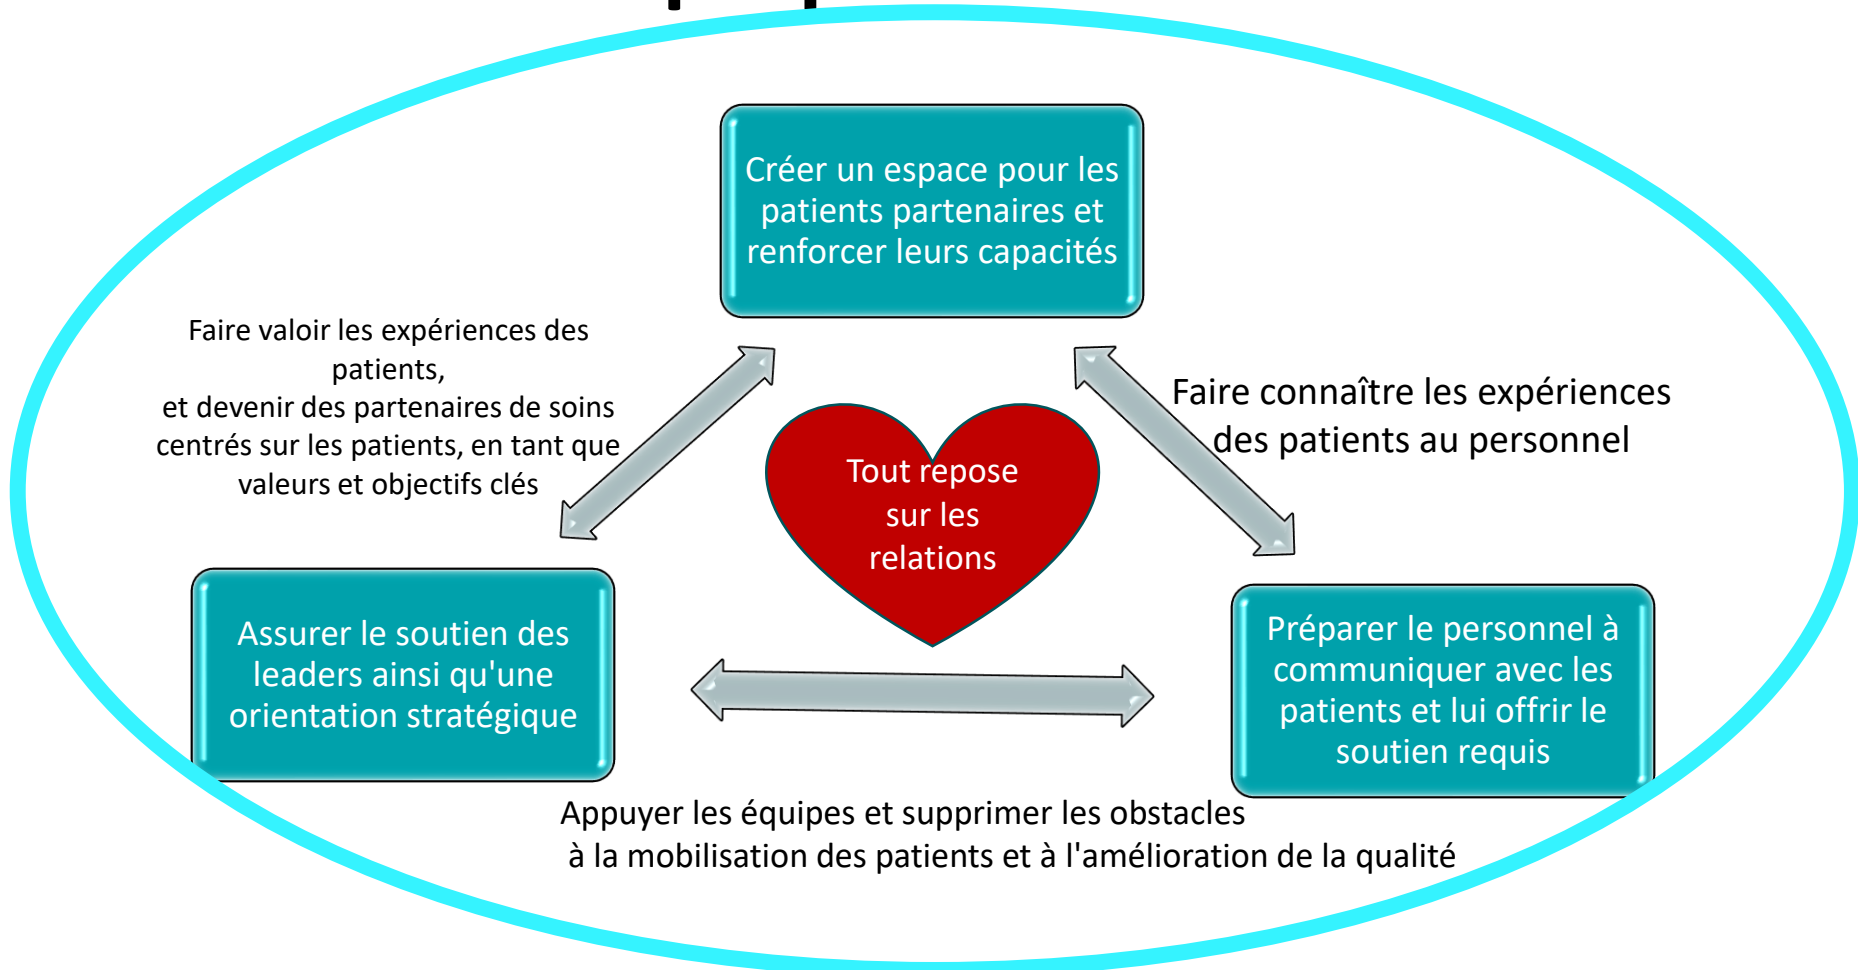 Créer un espace pour les
patients partenaires et
renforcer leurs capacités
Faire valoir les expériences des
patients,
et devenir des partenaires de soins
centrés sur les patients, en tant que
valeurs et objectifs clés
Faire connaître les expériences
des patients au personnel
Tout repose
sur les
relations
Assurer le soutien des
leaders ainsi qu'une
orientation stratégique
Préparer le personnel à
communiquer avec les
patients et lui offrir le
soutien requis
Appuyer les équipes et supprimer les obstacles
à la mobilisation des patients et à l'amélioration de la qualité